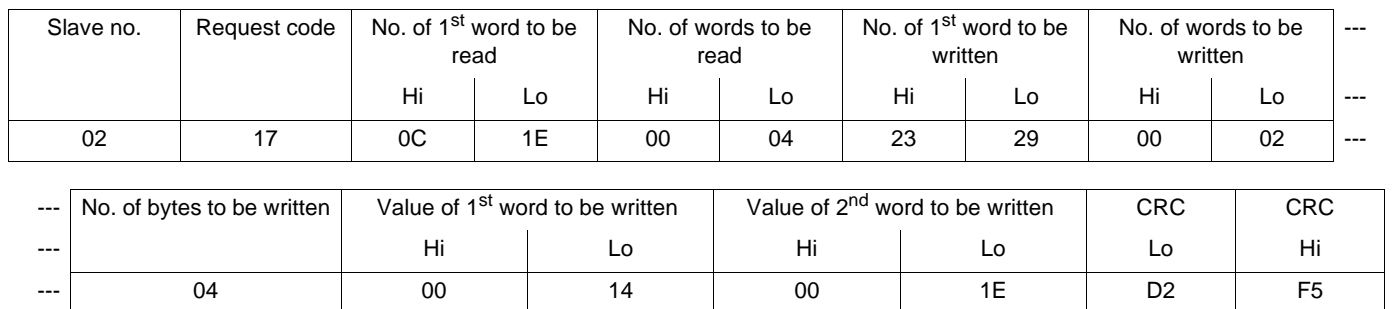 Slave no. Request code No. of 1st word to be read No. of words to be read No. of 1st word to be written No. of words to be written ---
Hi Lo Hi Lo Hi Lo Hi Lo ---
02 17 0C 1E 00 04 23 29 00 02 ---
--- No. of bytes to be written Value of 1st word to be written Value of 2nd word to be written CRC CRC
--- Hi Lo Hi Lo Lo Hi
--- 04 00 14 00 1E D2 F5